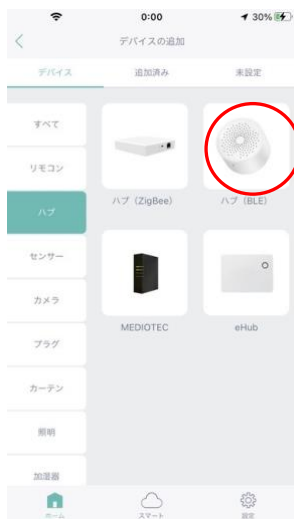 0:00
30%
デバイスの追加
デバイス
追加済み
未設定
すべて
リモコン
ハブ
センサー
カメラ
プラグ
カーテン
照明
加湿器
ハブ（ZigBee）
ハブ（BLE）
MEDIOTEC
eHub
ホーム
スマート
設定